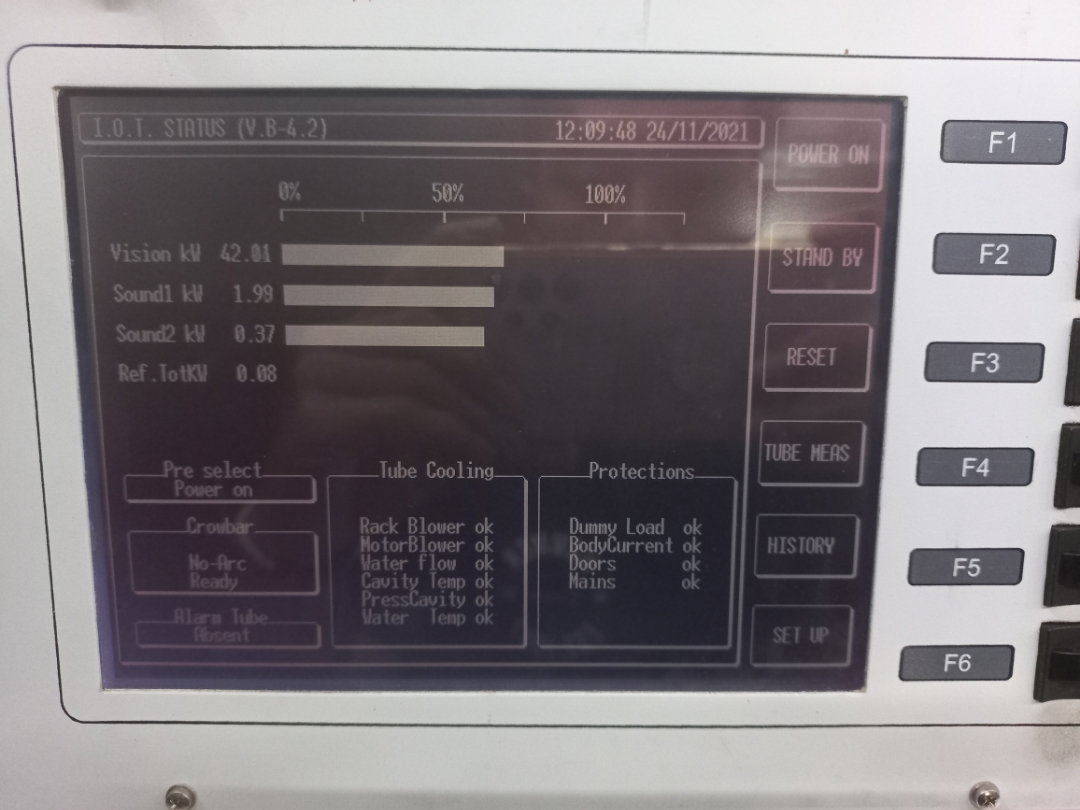 I.O.T. STATUS (V.B-4.2) 12:09:48 24/11/2021
0% 50% 100%
Vision kW 42.01
Sound1 kW 1.99
Sound2 kW 0.37
Ref.TotKW 0.08
Pre select
Power on
Crowbar
No-Arc
Ready
Alarm Tube
Absent
Tube Cooling
Rack Blower ok
MotorBlower ok
Water flow ok
Cavity Temp ok
PressCavity ok
Water Temp ok
Protections
Dummy Load ok
BodyCurrent ok
Doors ok
Mains ok
POWER ON
STAND BY
RESET
TUBE MEAS
HISTORY
SET UP
F1
F2
F3
F4
F5
F6